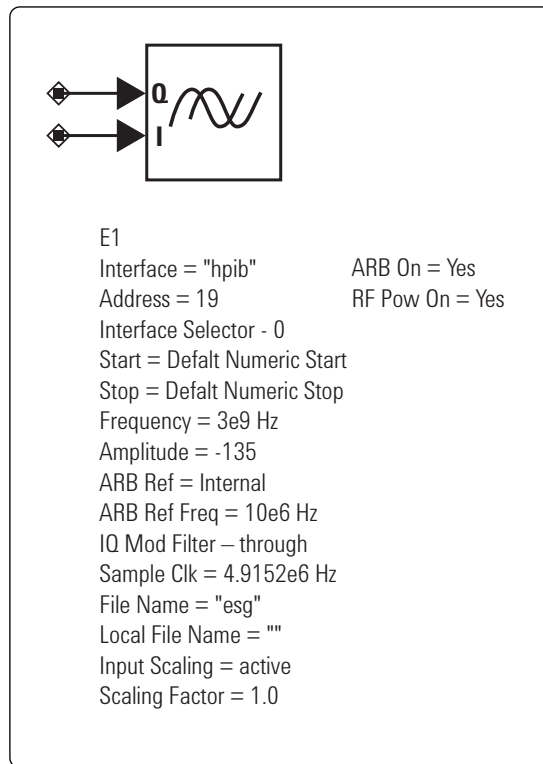 Q
I
E1
Interface = "hpib"
Address = 19
Interface Selector - 0
Start = Defalt Numeric Start
Stop = Defalt Numeric Stop
Frequency = 3e9 Hz
Amplitude = -135
ARB Ref = Internal
ARB Ref Freq = 10e6 Hz
IQ Mod Filter – through
Sample Clk = 4.9152e6 Hz
File Name = "esg"
Local File Name = ""
Input Scaling = active
Scaling Factor = 1.0
ARB On = Yes
RF Pow On = Yes